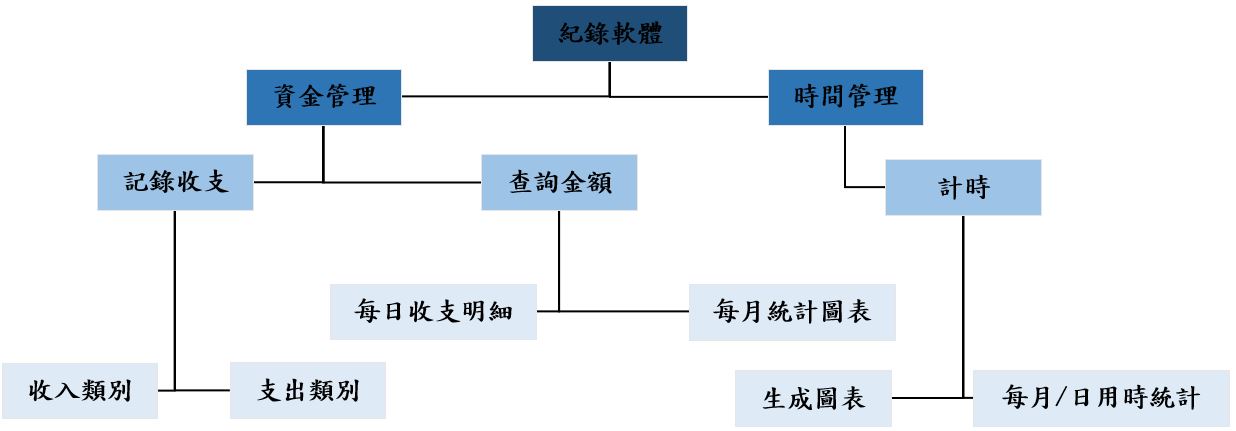 紀錄軟體
資金管理
時間管理
記錄收支
查詢金額
計時
每日收支明細
每月統計圖表
收入類別
支出類別
生成圖表
每月/日用時統計